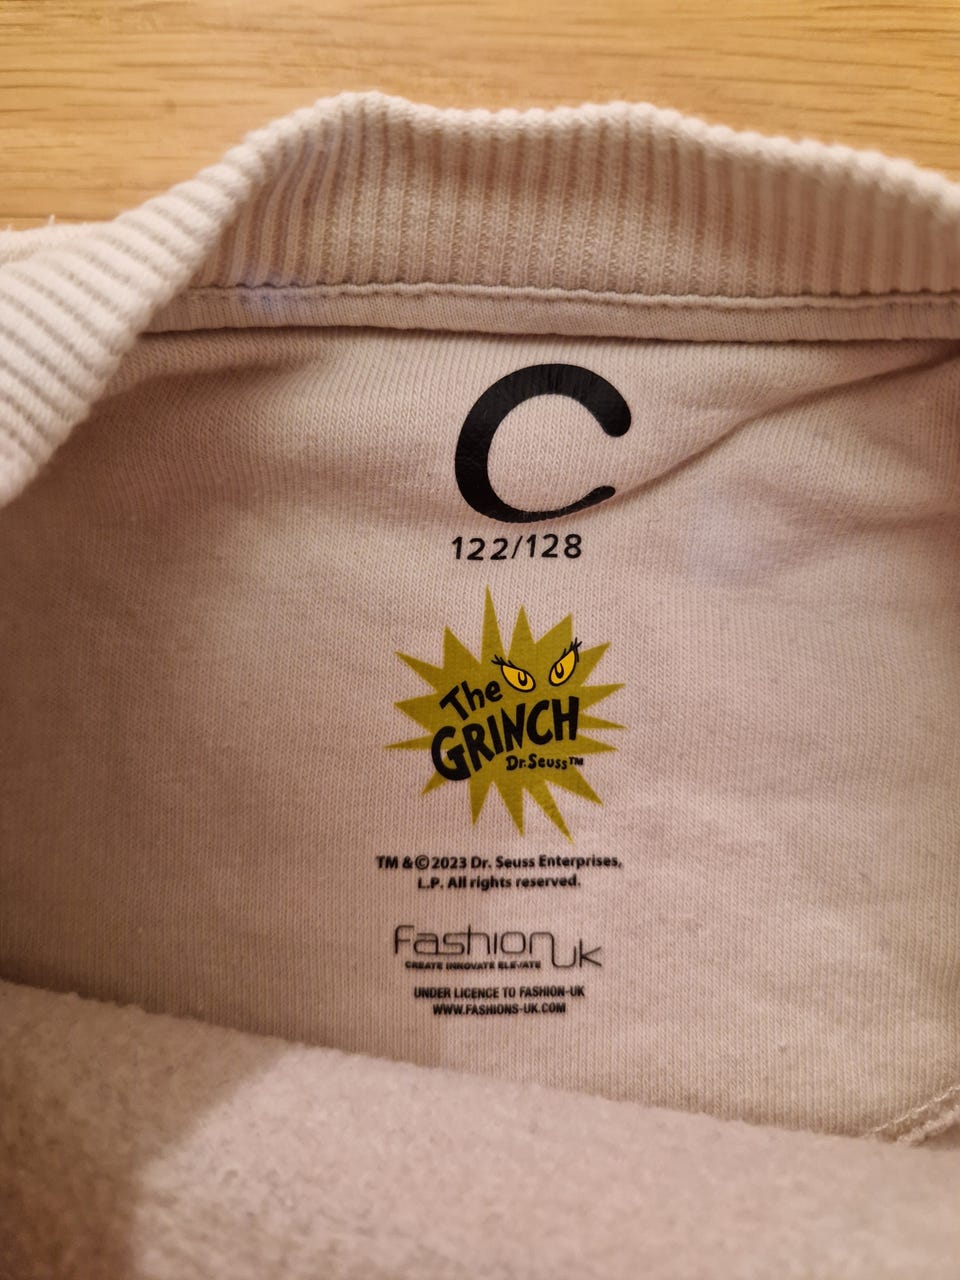 C
122/128
The
GRINCH
Dr. Seuss™
TM & © 2023 Dr. Seuss Enterprises,
L.P. All rights reserved.
Fashion UK
CREATE INNOVATE ELEVATE
UNDER LICENCE TO FASHION-UK
WWW.FASHIONS-UK.COM